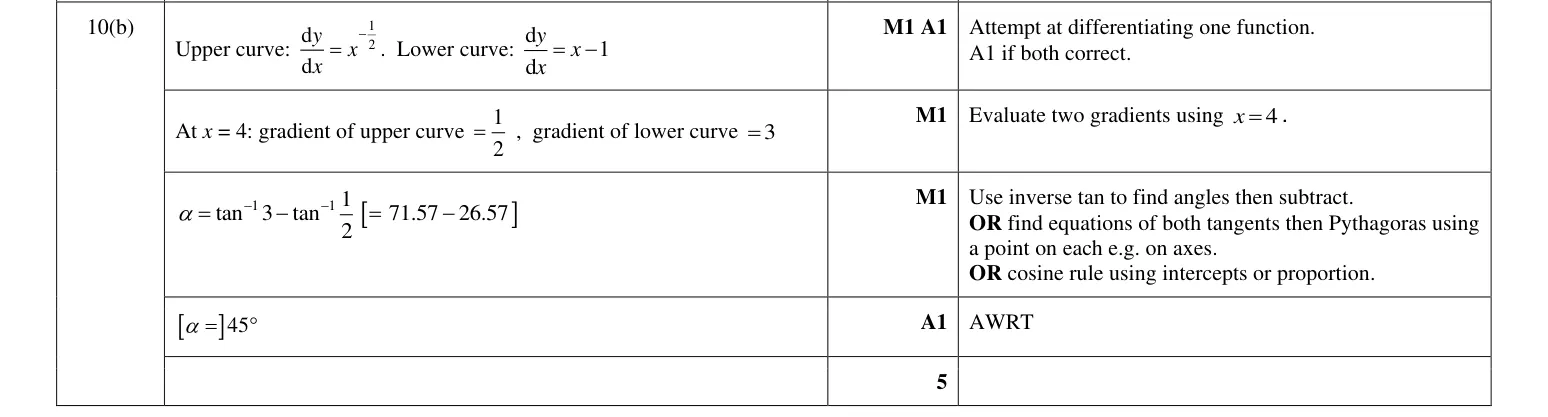 10(b) Upper curve: dy/dx = x^(−1/2). Lower curve: dy/dx = x − 1 M1 A1 Attempt at differentiating one function.
A1 if both correct.
At x = 4: gradient of upper curve = 1/2 , gradient of lower curve = 3 M1 Evaluate two gradients using x = 4 .
α = tan⁻¹ 3 − tan⁻¹ 1/2 [= 71.57 − 26.57] M1 Use inverse tan to find angles then subtract.
OR find equations of both tangents then Pythagoras using
a point on each e.g. on axes.
OR cosine rule using intercepts or proportion.
[α =]45° A1 AWRT
5